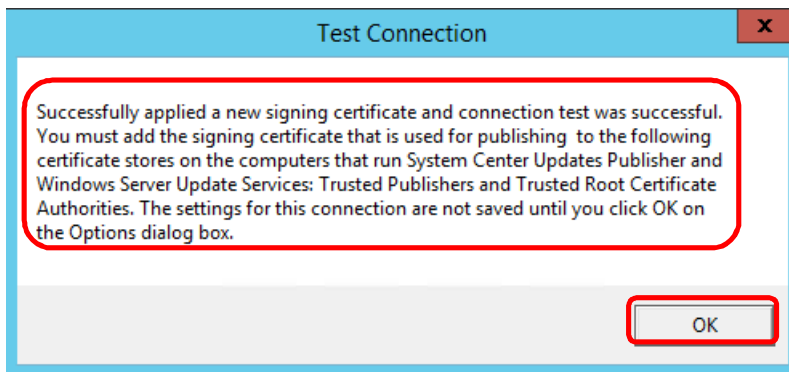 Test Connection
x
Successfully applied a new signing certificate and connection test was successful.
You must add the signing certificate that is used for publishing  to the following
certificate stores on the computers that run System Center Updates Publisher and
Windows Server Update Services: Trusted Publishers and Trusted Root Certificate
Authorities. The settings for this connection are not saved until you click OK on
the Options dialog box.
OK